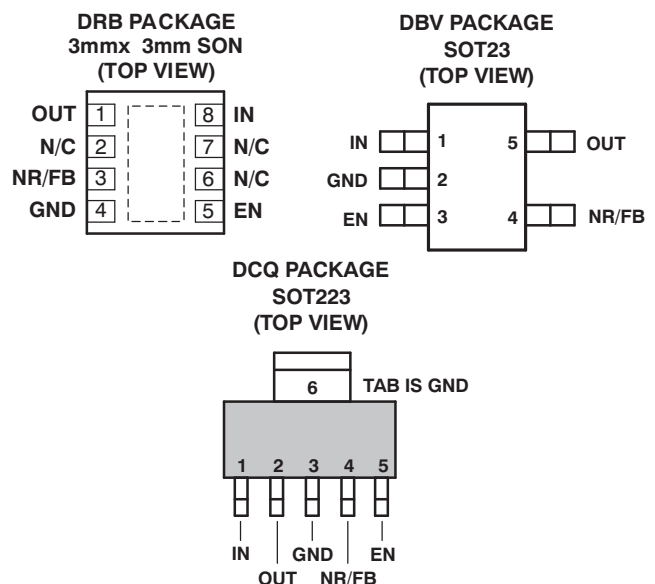 DRB PACKAGE
3mmx 3mm SON
(TOP VIEW)
OUT 1 8 IN
N/C 2 7 N/C
NR/FB 3 6 N/C
GND 4 5 EN
DBV PACKAGE
SOT23
(TOP VIEW)
IN 1 5 OUT
GND 2
EN 3 4 NR/FB
DCQ PACKAGE
SOT223
(TOP VIEW)
6 TAB IS GND
1 2 3 4 5
IN GND EN
OUT NR/FB